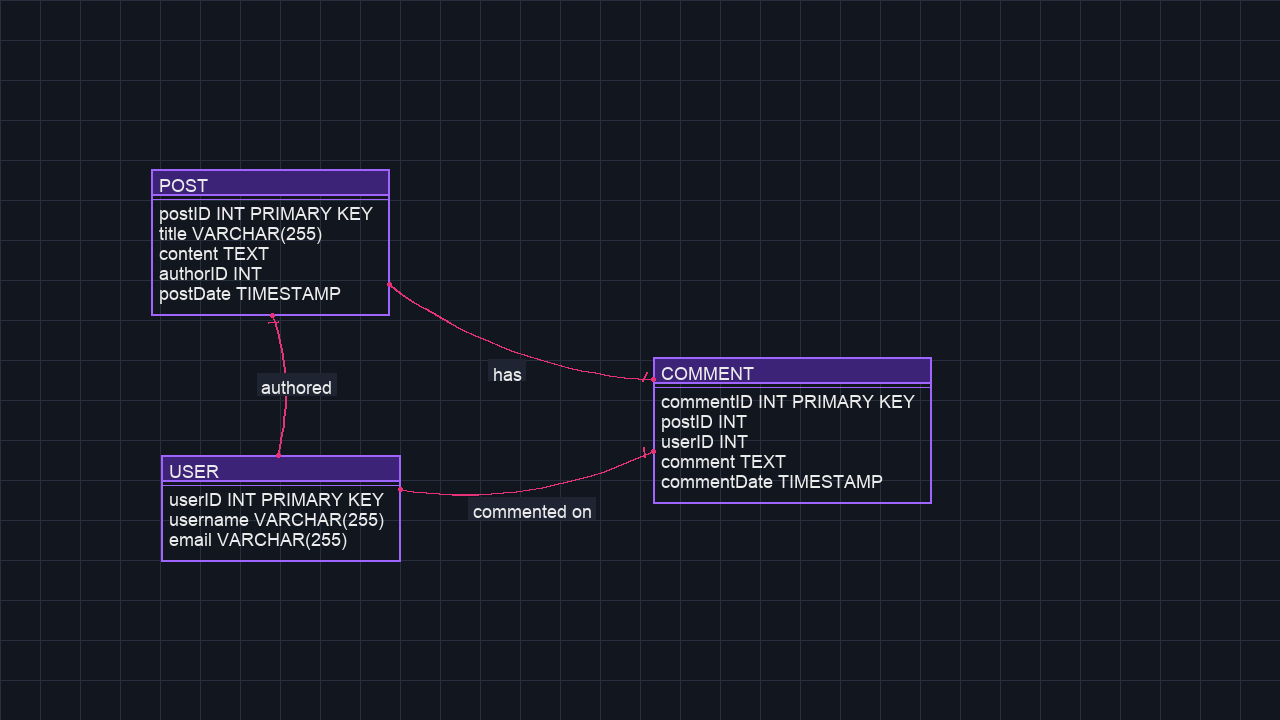 POST
postID INT PRIMARY KEY
title VARCHAR(255)
content TEXT
authorID INT
postDate TIMESTAMP
has
authored
COMMENT
commentID INT PRIMARY KEY
postID INT
userID INT
comment TEXT
commentDate TIMESTAMP
USER
userID INT PRIMARY KEY
username VARCHAR(255)
email VARCHAR(255)
commented on